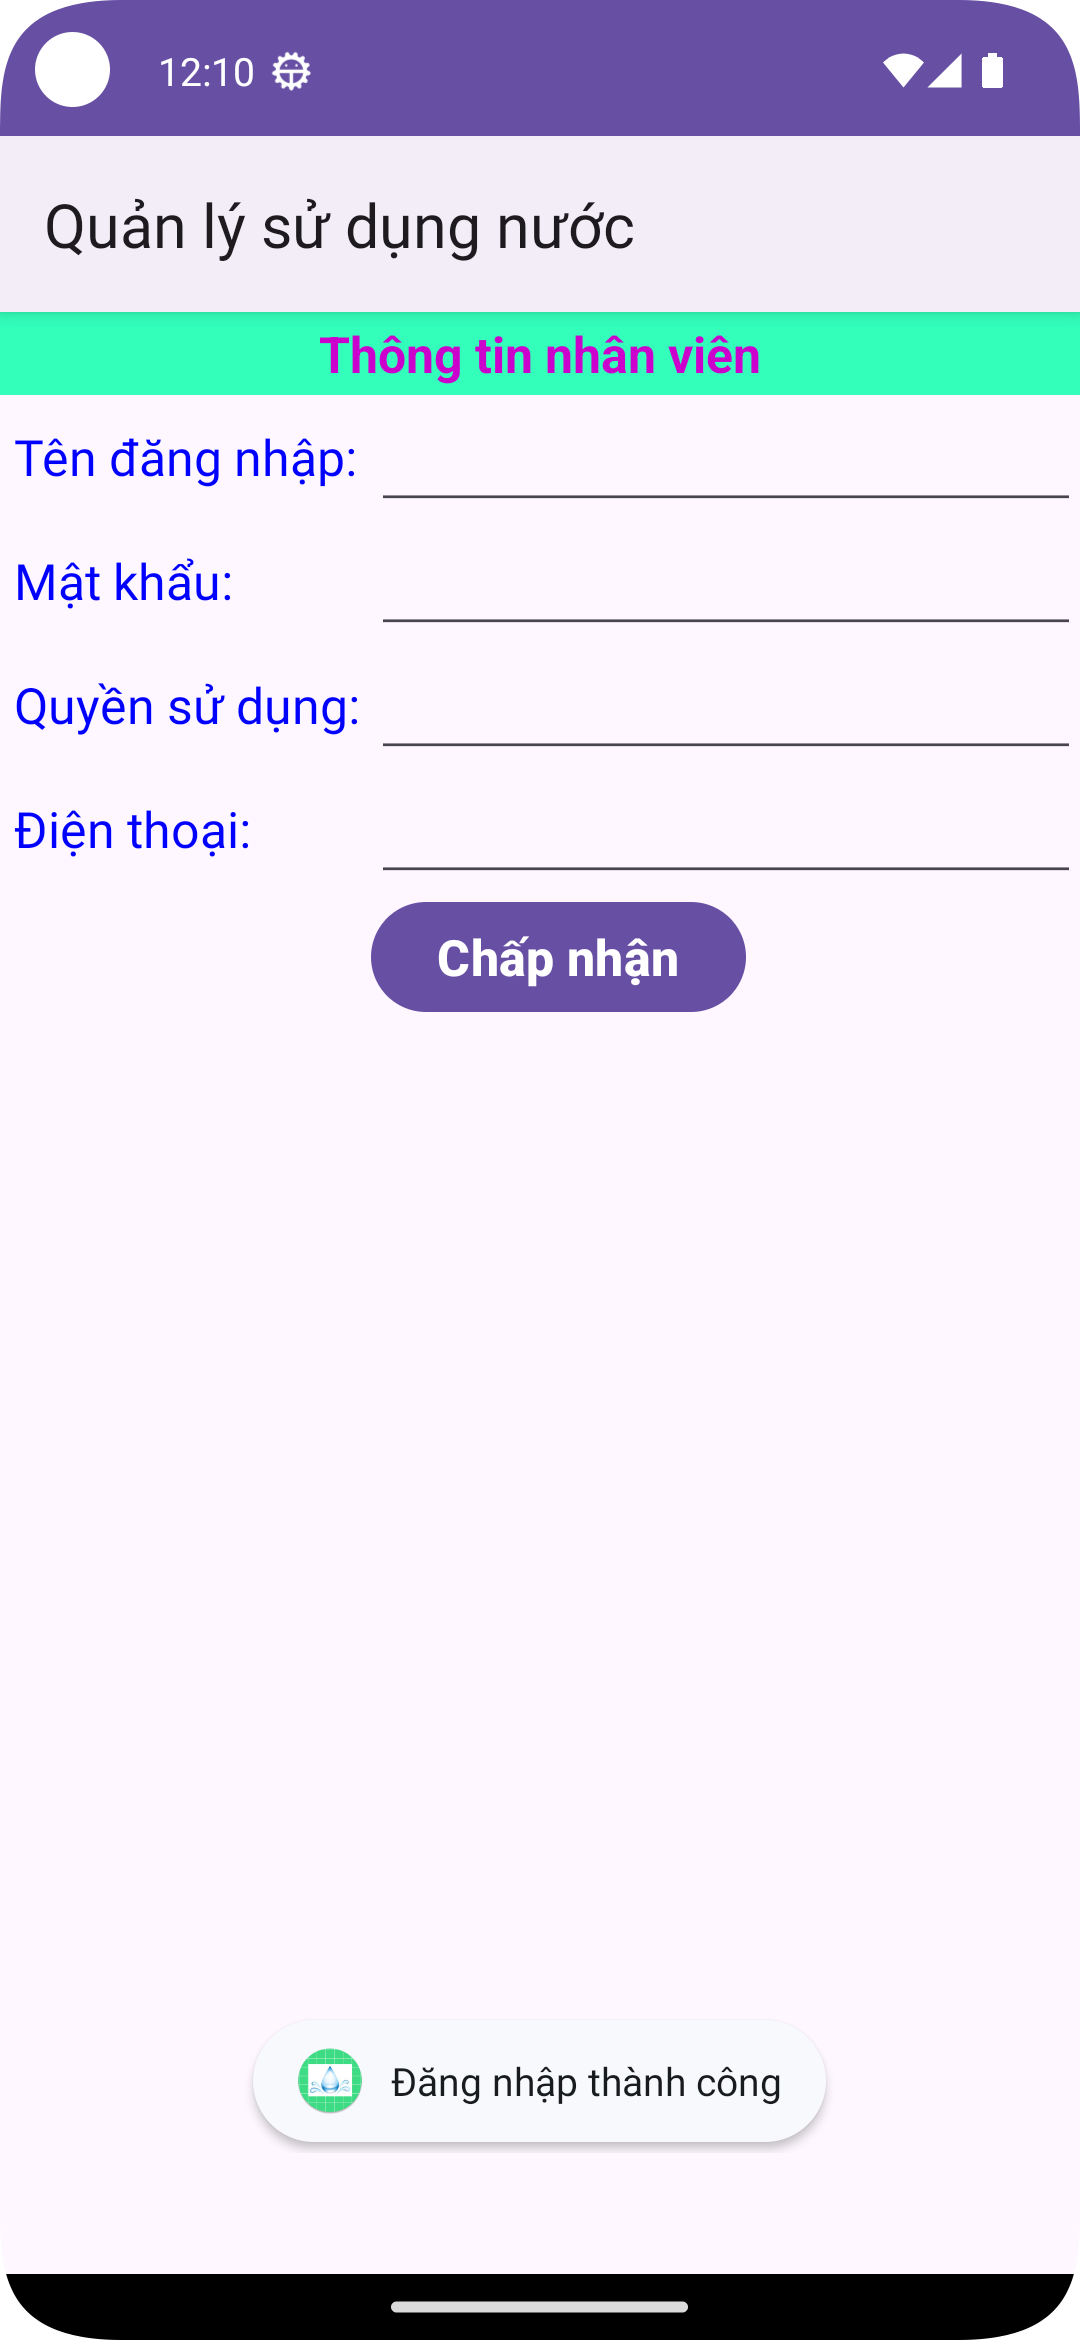 12:10
Quản lý sử dụng nước
Thông tin nhân viên
Tên đăng nhập:
Mật khẩu:
Quyền sử dụng:
Điện thoại:
Chấp nhận
Đăng nhập thành công